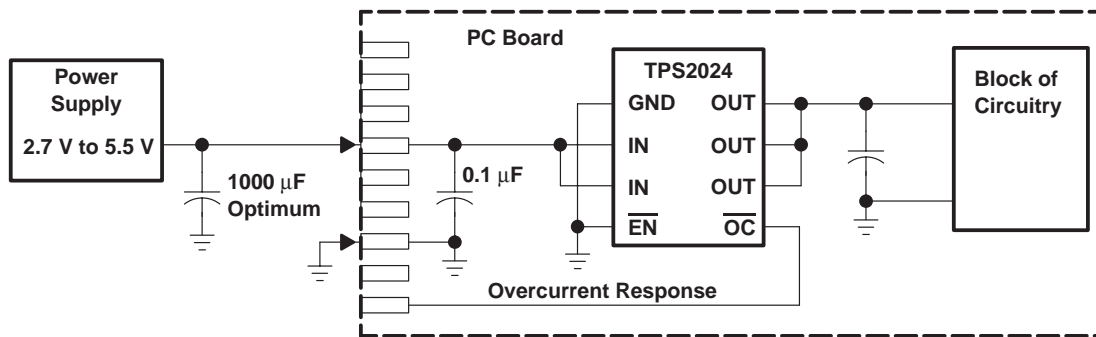 PC Board
Power
Supply
2.7 V to 5.5 V
1000 μF
Optimum
0.1 μF
TPS2024
GND OUT
IN OUT
IN OUT
EN OC
Block of
Circuitry
Overcurrent Response